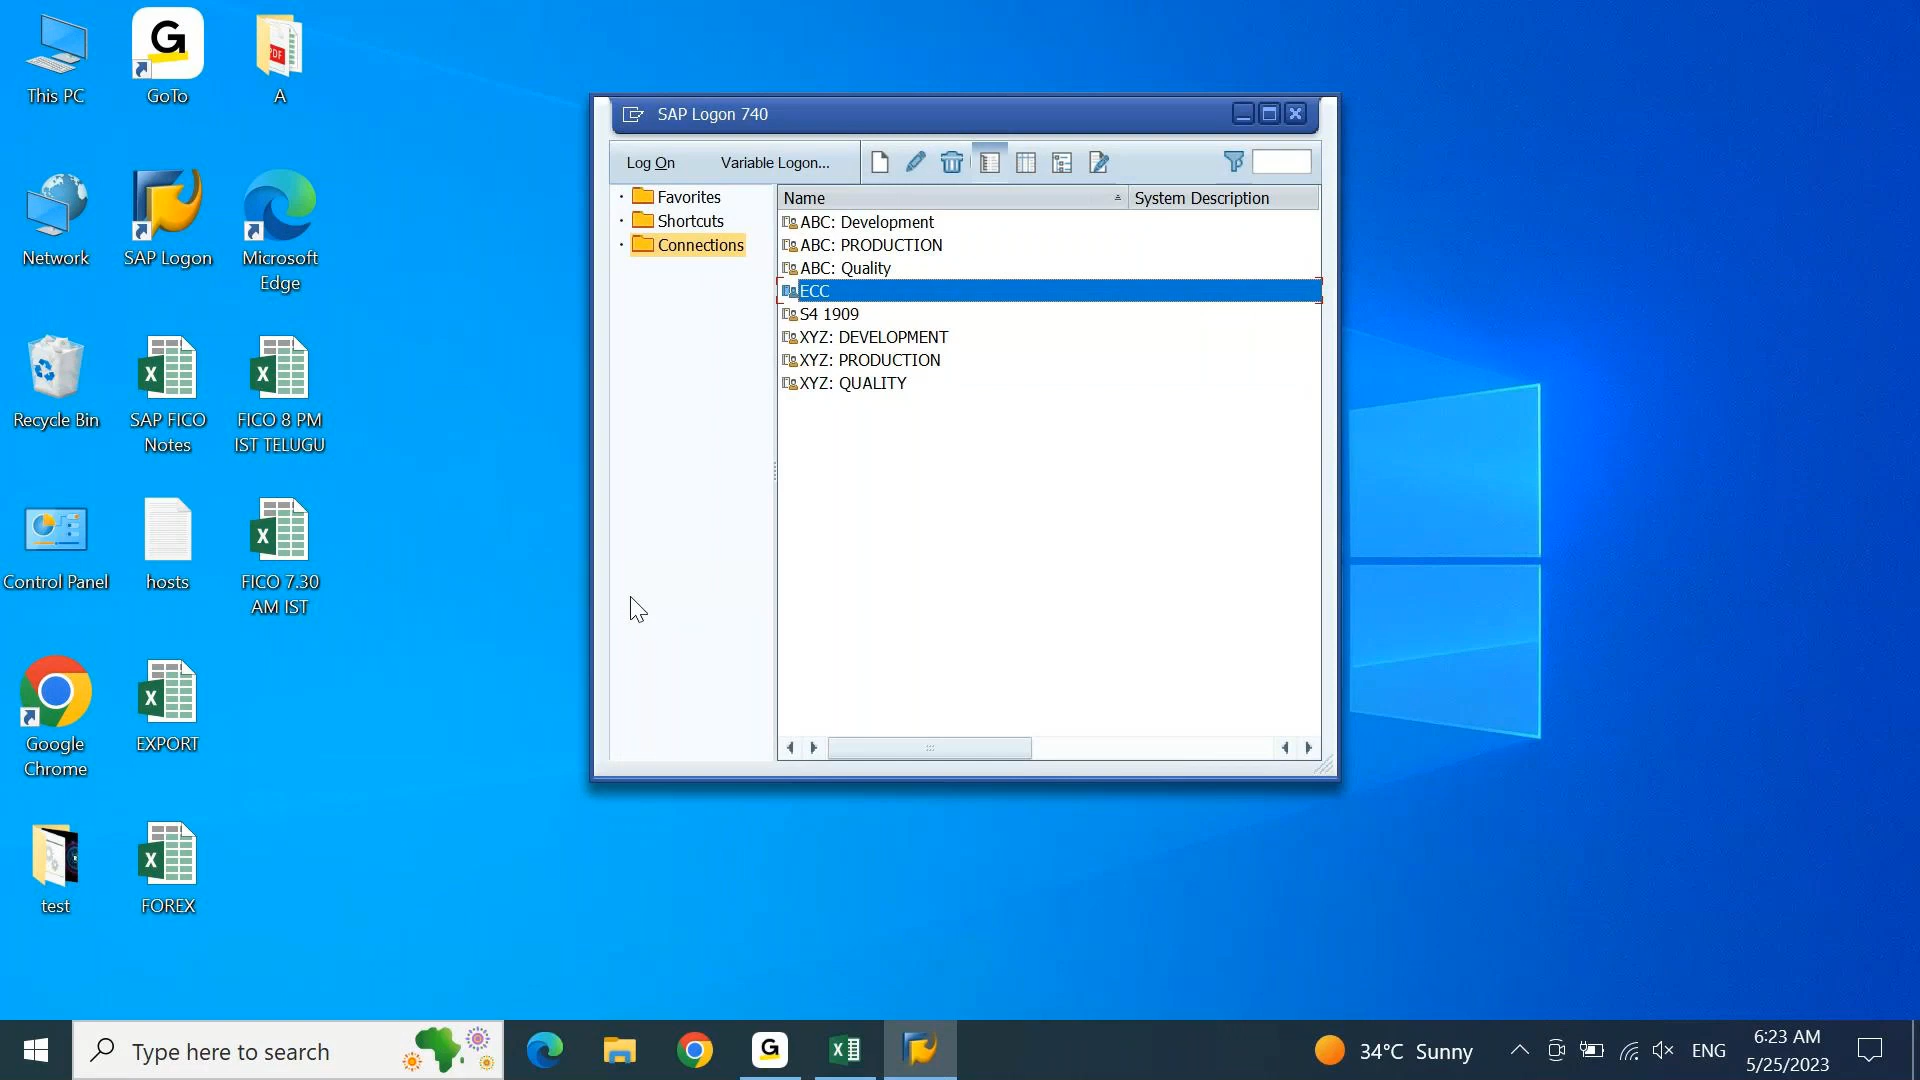 This PC
GoTo
A
Network
SAP Logon
Microsoft
Edge
Recycle Bin
SAP FICO
Notes
FICO 8 PM
IST TELUGU
Control Panel
hosts
FICO 7.30
AM IST
Google
Chrome
EXPORT
test
FOREX
SAP Logon 740
Log On
Variable Logon...
Favorites
Shortcuts
Connections
Name
System Description
ABC: Development
ABC: PRODUCTION
ABC: Quality
ECC
S4 1909
XYZ: DEVELOPMENT
XYZ: PRODUCTION
XYZ: QUALITY
Type here to search
34°C Sunny
ENG
6:23 AM
5/25/2023